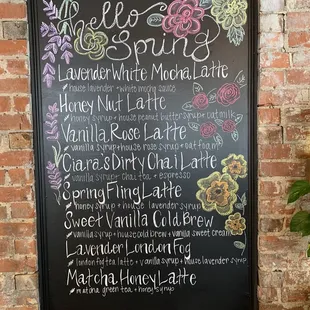 hello
Spring
Lavender White Mocha Latte
house lavender + white mocha sauce
Honey Nut Latte
honey syrup + house peanut butter syrup + oatmilk
Vanilla Rose Latte
vanilla syrup + house rose syrup + oat milk
Ciara's Dirty Chai Latte
vanilla syrup + chai tea + espresso
Spring Fling Latte
honey syrup + house lavender syrup
Sweet Vanilla Cold Brew
vanilla syrup + house cold brew + vanilla sweet cream
Lavender London Fog
london fog tea latte + vanilla syrup + house lavender syrup
Matcha Honey Latte
matcha green tea + honey syrup